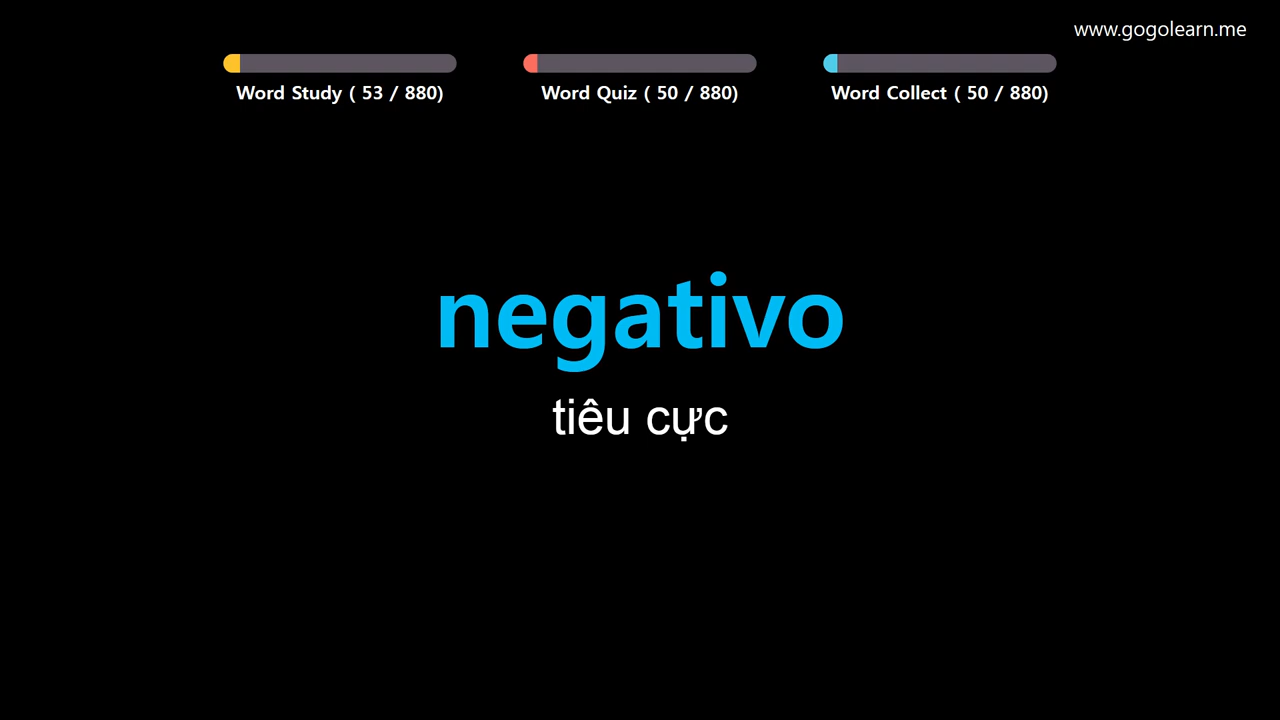 www.gogolearn.me
Word Study ( 53 / 880)
Word Quiz ( 50 / 880)
Word Collect ( 50 / 880)
negativo
tiêu cực